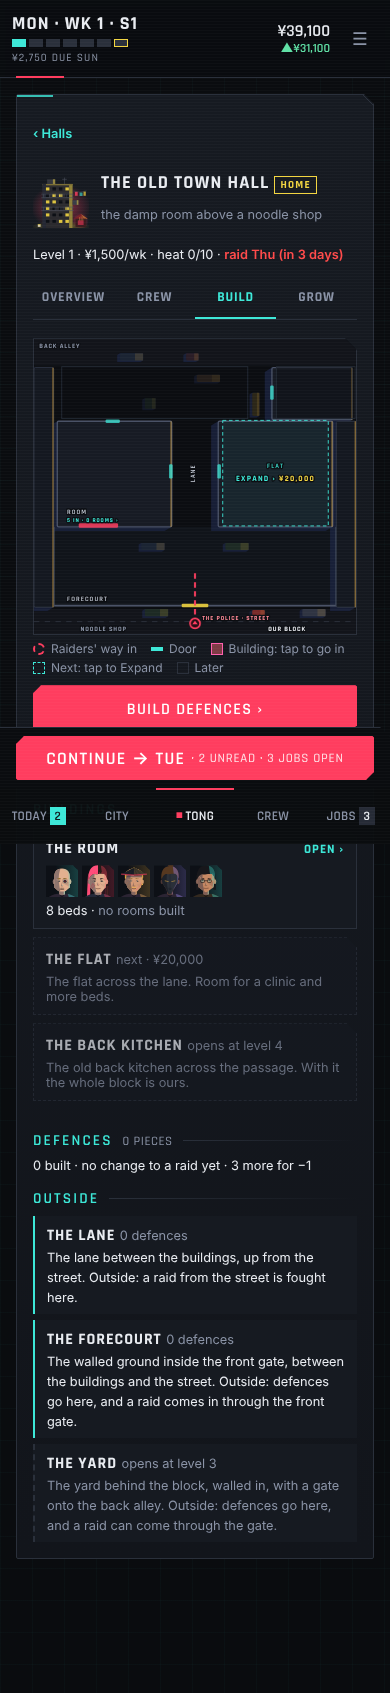 MON · WK 1 · S1
¥39,100
▲¥31,100
☰
¥2,750 DUE SUN
‹ Halls
THE OLD TOWN HALL HOME
the damp room above a noodle shop
Level 1 · ¥1,500/wk · heat 0/10 · raid Thu (in 3 days)
OVERVIEW CREW BUILD GROW
BACK ALLEY
LANE
FLAT
EXPAND › ¥20,000
ROOM
5 IN · 0 ROOMS ›
FORECOURT
THE POLICE · STREET
NOODLE SHOP OUR BLOCK
Raiders' way in Door Building: tap to go in
Next: tap to Expand Later
BUILD DEFENCES ›
CONTINUE → TUE · 2 UNREAD · 3 JOBS OPEN
TODAY 2 CITY TONG CREW JOBS 3
THE ROOM OPEN ›
8 beds · no rooms built
THE FLAT next · ¥20,000
The flat across the lane. Room for a clinic and
more beds.
THE BACK KITCHEN opens at level 4
The old back kitchen across the passage. With it
the whole block is ours.
DEFENCES 0 PIECES
0 built · no change to a raid yet · 3 more for −1
OUTSIDE
THE LANE 0 defences
The lane between the buildings, up from the
street. Outside: a raid from the street is fought
here.
THE FORECOURT 0 defences
The walled ground inside the front gate, between
the buildings and the street. Outside: defences
go here, and a raid comes in through the front
gate.
THE YARD opens at level 3
The yard behind the block, walled in, with a gate
onto the back alley. Outside: defences go here,
and a raid can come through the gate.